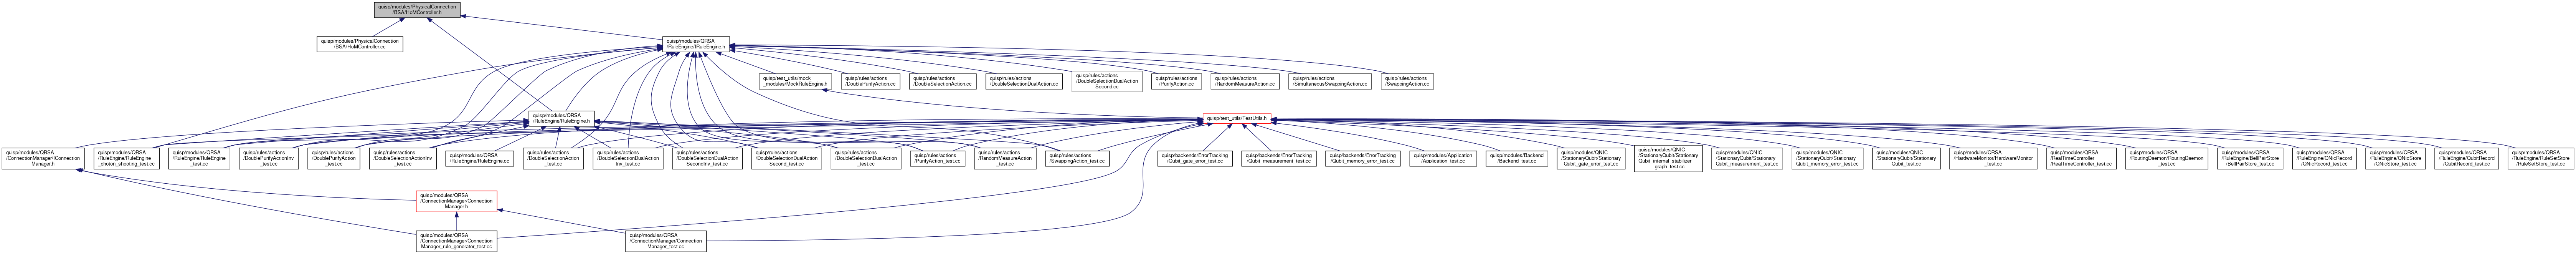 quisp/modules/PhysicalConnection
/BSA/HoMController.h
quisp/modules/PhysicalConnection
/BSA/HoMController.cc
quisp/modules/QRSA
/RuleEngine/IRuleEngine.h
quisp/test_utils/mock
_modules/MockRuleEngine.h
quisp/rules/actions
/DoublePurifyAction.cc
quisp/rules/actions
/DoubleSelectionAction.cc
quisp/rules/actions
/DoubleSelectionDualAction.cc
quisp/rules/actions
/DoubleSelectionDualAction
Second.cc
quisp/rules/actions
/PurifyAction.cc
quisp/rules/actions
/RandomMeasureAction.cc
quisp/rules/actions
/SimultaneousSwappingAction.cc
quisp/rules/actions
/SwappingAction.cc
quisp/modules/QRSA
/RuleEngine/RuleEngine.h
quisp/test_utils/TestUtils.h
quisp/modules/QRSA
/ConnectionManager/IConnection
Manager.h
quisp/modules/QRSA
/RuleEngine/RuleEngine
_photon_shooting_test.cc
quisp/modules/QRSA
/RuleEngine/RuleEngine
_test.cc
quisp/rules/actions
/DoublePurifyActionInv
_test.cc
quisp/rules/actions
/DoublePurifyAction
_test.cc
quisp/rules/actions
/DoubleSelectionActionInv
_test.cc
quisp/modules/QRSA
/RuleEngine/RuleEngine.cc
quisp/rules/actions
/DoubleSelectionAction
_test.cc
quisp/rules/actions
/DoubleSelectionDualAction
Inv_test.cc
quisp/rules/actions
/DoubleSelectionDualAction
SecondInv_test.cc
quisp/rules/actions
/DoubleSelectionDualAction
Second_test.cc
quisp/rules/actions
/DoubleSelectionDualAction
_test.cc
quisp/rules/actions
/PurifyAction_test.cc
quisp/rules/actions
/RandomMeasureAction
_test.cc
quisp/rules/actions
/SwappingAction_test.cc
quisp/backends/ErrorTracking
/Qubit_gate_error_test.cc
quisp/backends/ErrorTracking
/Qubit_measurement_test.cc
quisp/backends/ErrorTracking
/Qubit_memory_error_test.cc
quisp/modules/Application
/Application_test.cc
quisp/modules/Backend
/Backend_test.cc
quisp/modules/QNIC
/StationaryQubit/Stationary
Qubit_gate_error_test.cc
quisp/modules/QNIC
/StationaryQubit/Stationary
Qubit_internal_stabilizer
_graph_test.cc
quisp/modules/QNIC
/StationaryQubit/Stationary
Qubit_measurement_test.cc
quisp/modules/QNIC
/StationaryQubit/Stationary
Qubit_memory_error_test.cc
quisp/modules/QNIC
/StationaryQubit/Stationary
Qubit_test.cc
quisp/modules/QRSA
/HardwareMonitor/HardwareMonitor
_test.cc
quisp/modules/QRSA
/RealTimeController
/RealTimeController_test.cc
quisp/modules/QRSA
/RoutingDaemon/RoutingDaemon
_test.cc
quisp/modules/QRSA
/RuleEngine/BellPairStore
/BellPairStore_test.cc
quisp/modules/QRSA
/RuleEngine/QNicRecord
/QNicRecord_test.cc
quisp/modules/QRSA
/RuleEngine/QNicStore
/QNicStore_test.cc
quisp/modules/QRSA
/RuleEngine/QubitRecord
/QubitRecord_test.cc
quisp/modules/QRSA
/RuleEngine/RuleSetStore
/RuleSetStore_test.cc
quisp/modules/QRSA
/ConnectionManager/Connection
Manager.h
quisp/modules/QRSA
/ConnectionManager/Connection
Manager_rule_generator_test.cc
quisp/modules/QRSA
/ConnectionManager/Connection
Manager_test.cc